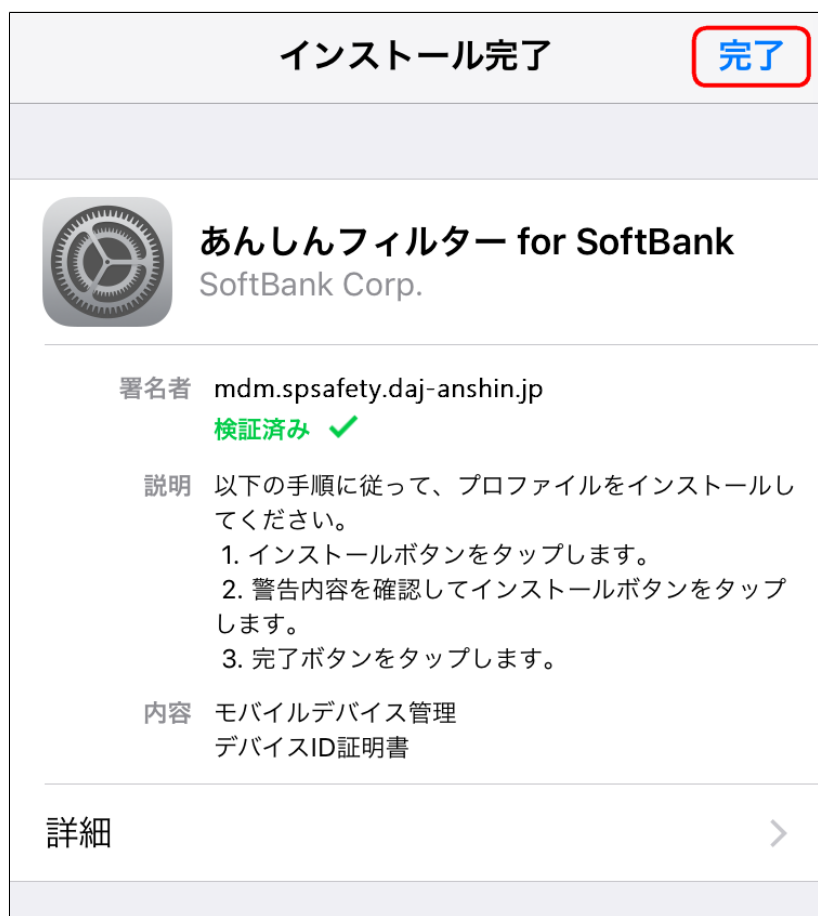 インストール完了 完了
あんしんフィルター for SoftBank
SoftBank Corp.
署名者 mdm.spsafety.daj-anshin.jp
検証済み
説明 以下の手順に従って、プロファイルをインストールし
てください。
1. インストールボタンをタップします。
2. 警告内容を確認してインストールボタンをタップ
します。
3. 完了ボタンをタップします。
内容 モバイルデバイス管理
デバイスID証明書
詳細